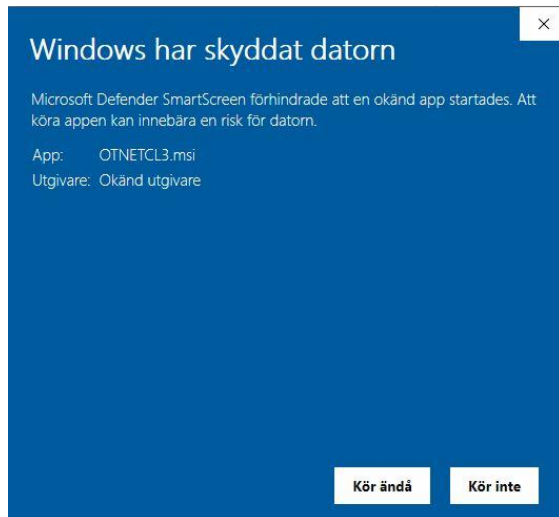 Windows har skyddat datorn
Microsoft Defender SmartScreen förhindrade att en okänd app startades. Att
köra appen kan innebära en risk för datorn.
App: OTNETCL3.msi
Utgivare: Okänd utgivare
Kör ändå Kör inte